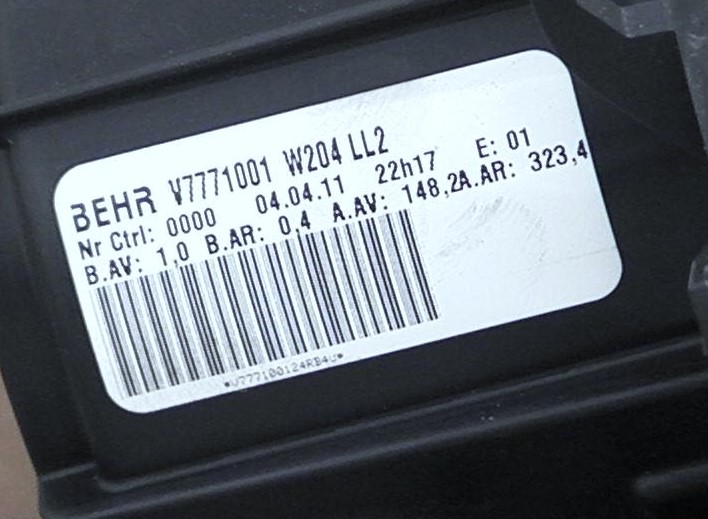 BEHR V7771001 W204 LL2
Nr Ctrl: 0000 04.04.11 22h17 E: 01
B.AV: 1,0 B.AR: 0,4 A.AV: 148,2A.AR: 323,4
*V777100124RB4U*